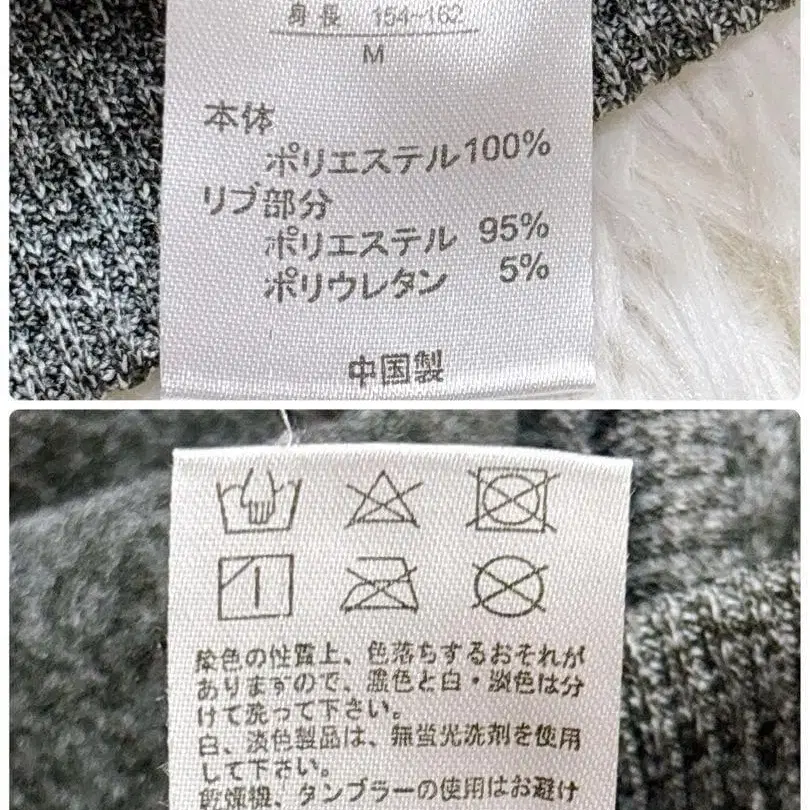 身長 154~162
M
本体
ポリエステル100%
リブ部分
ポリエステル 95%
ポリウレタン 5%
中国製
染色の性質上、色落ちするおそれが
ありますので、濃色と白・淡色は分
けて洗って下さい。
白、淡色製品は、無蛍光洗剤を使用
して下さい。
乾燥機、タンブラーの使用はお避け